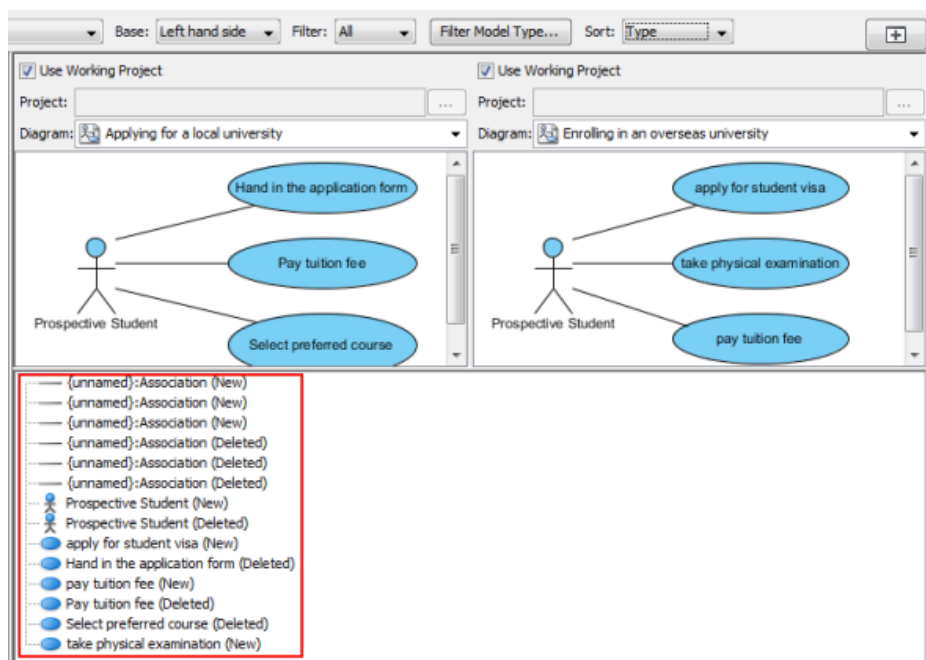 Base: Left hand side Filter: All Filter Model Type... Sort: Type
Use Working Project
Project: ...
Diagram: Applying for a local university
Hand in the application form
Pay tuition fee
Select preferred course
Prospective Student
Use Working Project
Project: ...
Diagram: Enrolling in an overseas university
apply for student visa
take physical examination
pay tuition fee
Prospective Student
{unnamed}:Association (New)
{unnamed}:Association (New)
{unnamed}:Association (New)
{unnamed}:Association (Deleted)
{unnamed}:Association (Deleted)
{unnamed}:Association (Deleted)
Prospective Student (New)
Prospective Student (Deleted)
apply for student visa (New)
Hand in the application form (Deleted)
pay tuition fee (New)
Pay tuition fee (Deleted)
Select preferred course (Deleted)
take physical examination (New)